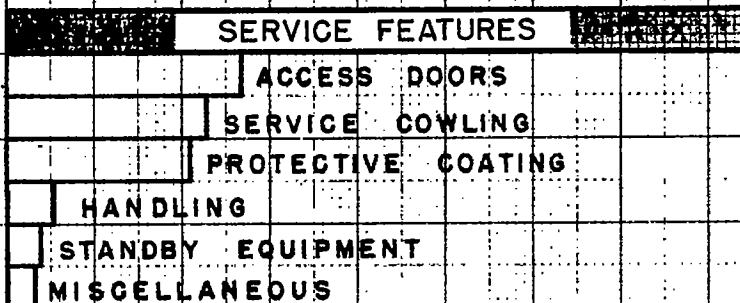 SERVICE FEATURES
ACCESS DOORS
SERVICE COWLING
PROTECTIVE COATING
HANDLING
STANDBY EQUIPMENT
MISCELLANEOUS